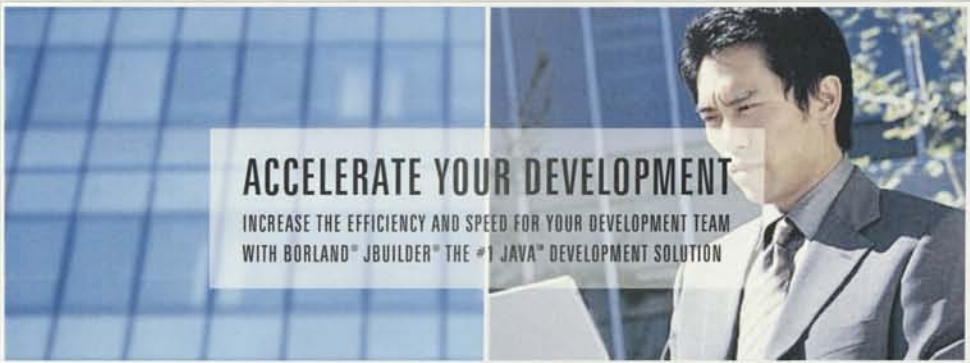 ACCELERATE YOUR DEVELOPMENT
INCREASE THE EFFICIENCY AND SPEED FOR YOUR DEVELOPMENT TEAM
WITH BORLAND® JBUILDER® THE #1 JAVA™ DEVELOPMENT SOLUTION